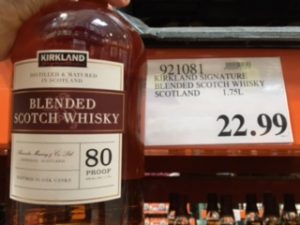 KIRKLAND
DISTILLED & MATURED
IN SCOTLAND
BLENDED
SCOTCH WHISKY
80
PROOF
921081
KIRKLAND SIGNATURE
BLENDED SCOTCH WHISKY
SCOTLAND 1.75L
22.99